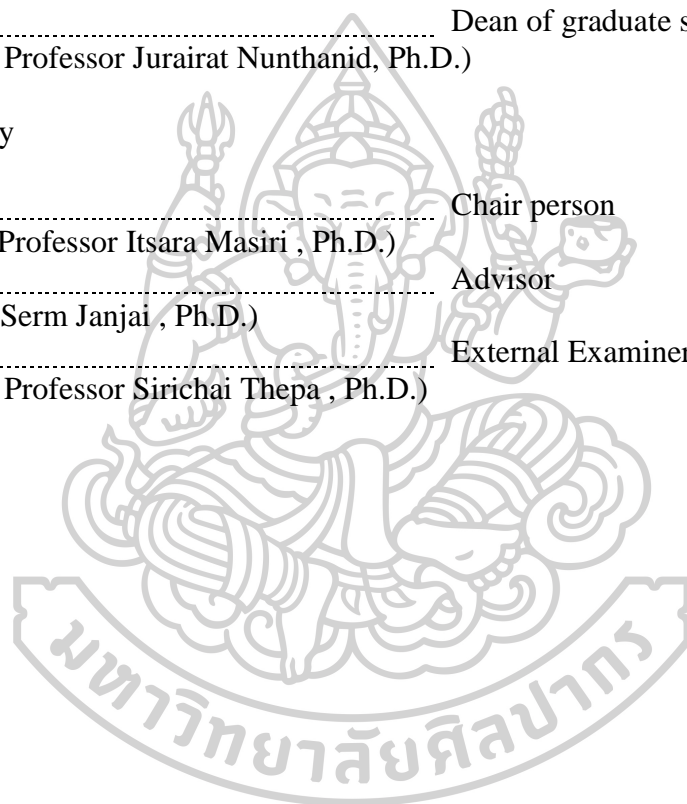 Dean of graduate s
Professor Jurairat Nunthanid, Ph.D.)
y
Chair person
Professor Itsara Masiri , Ph.D.)
Advisor
Serm Janjai , Ph.D.)
External Examiner
Professor Sirichai Thepa , Ph.D.)
มหาวิทยาลัยศิลปากร